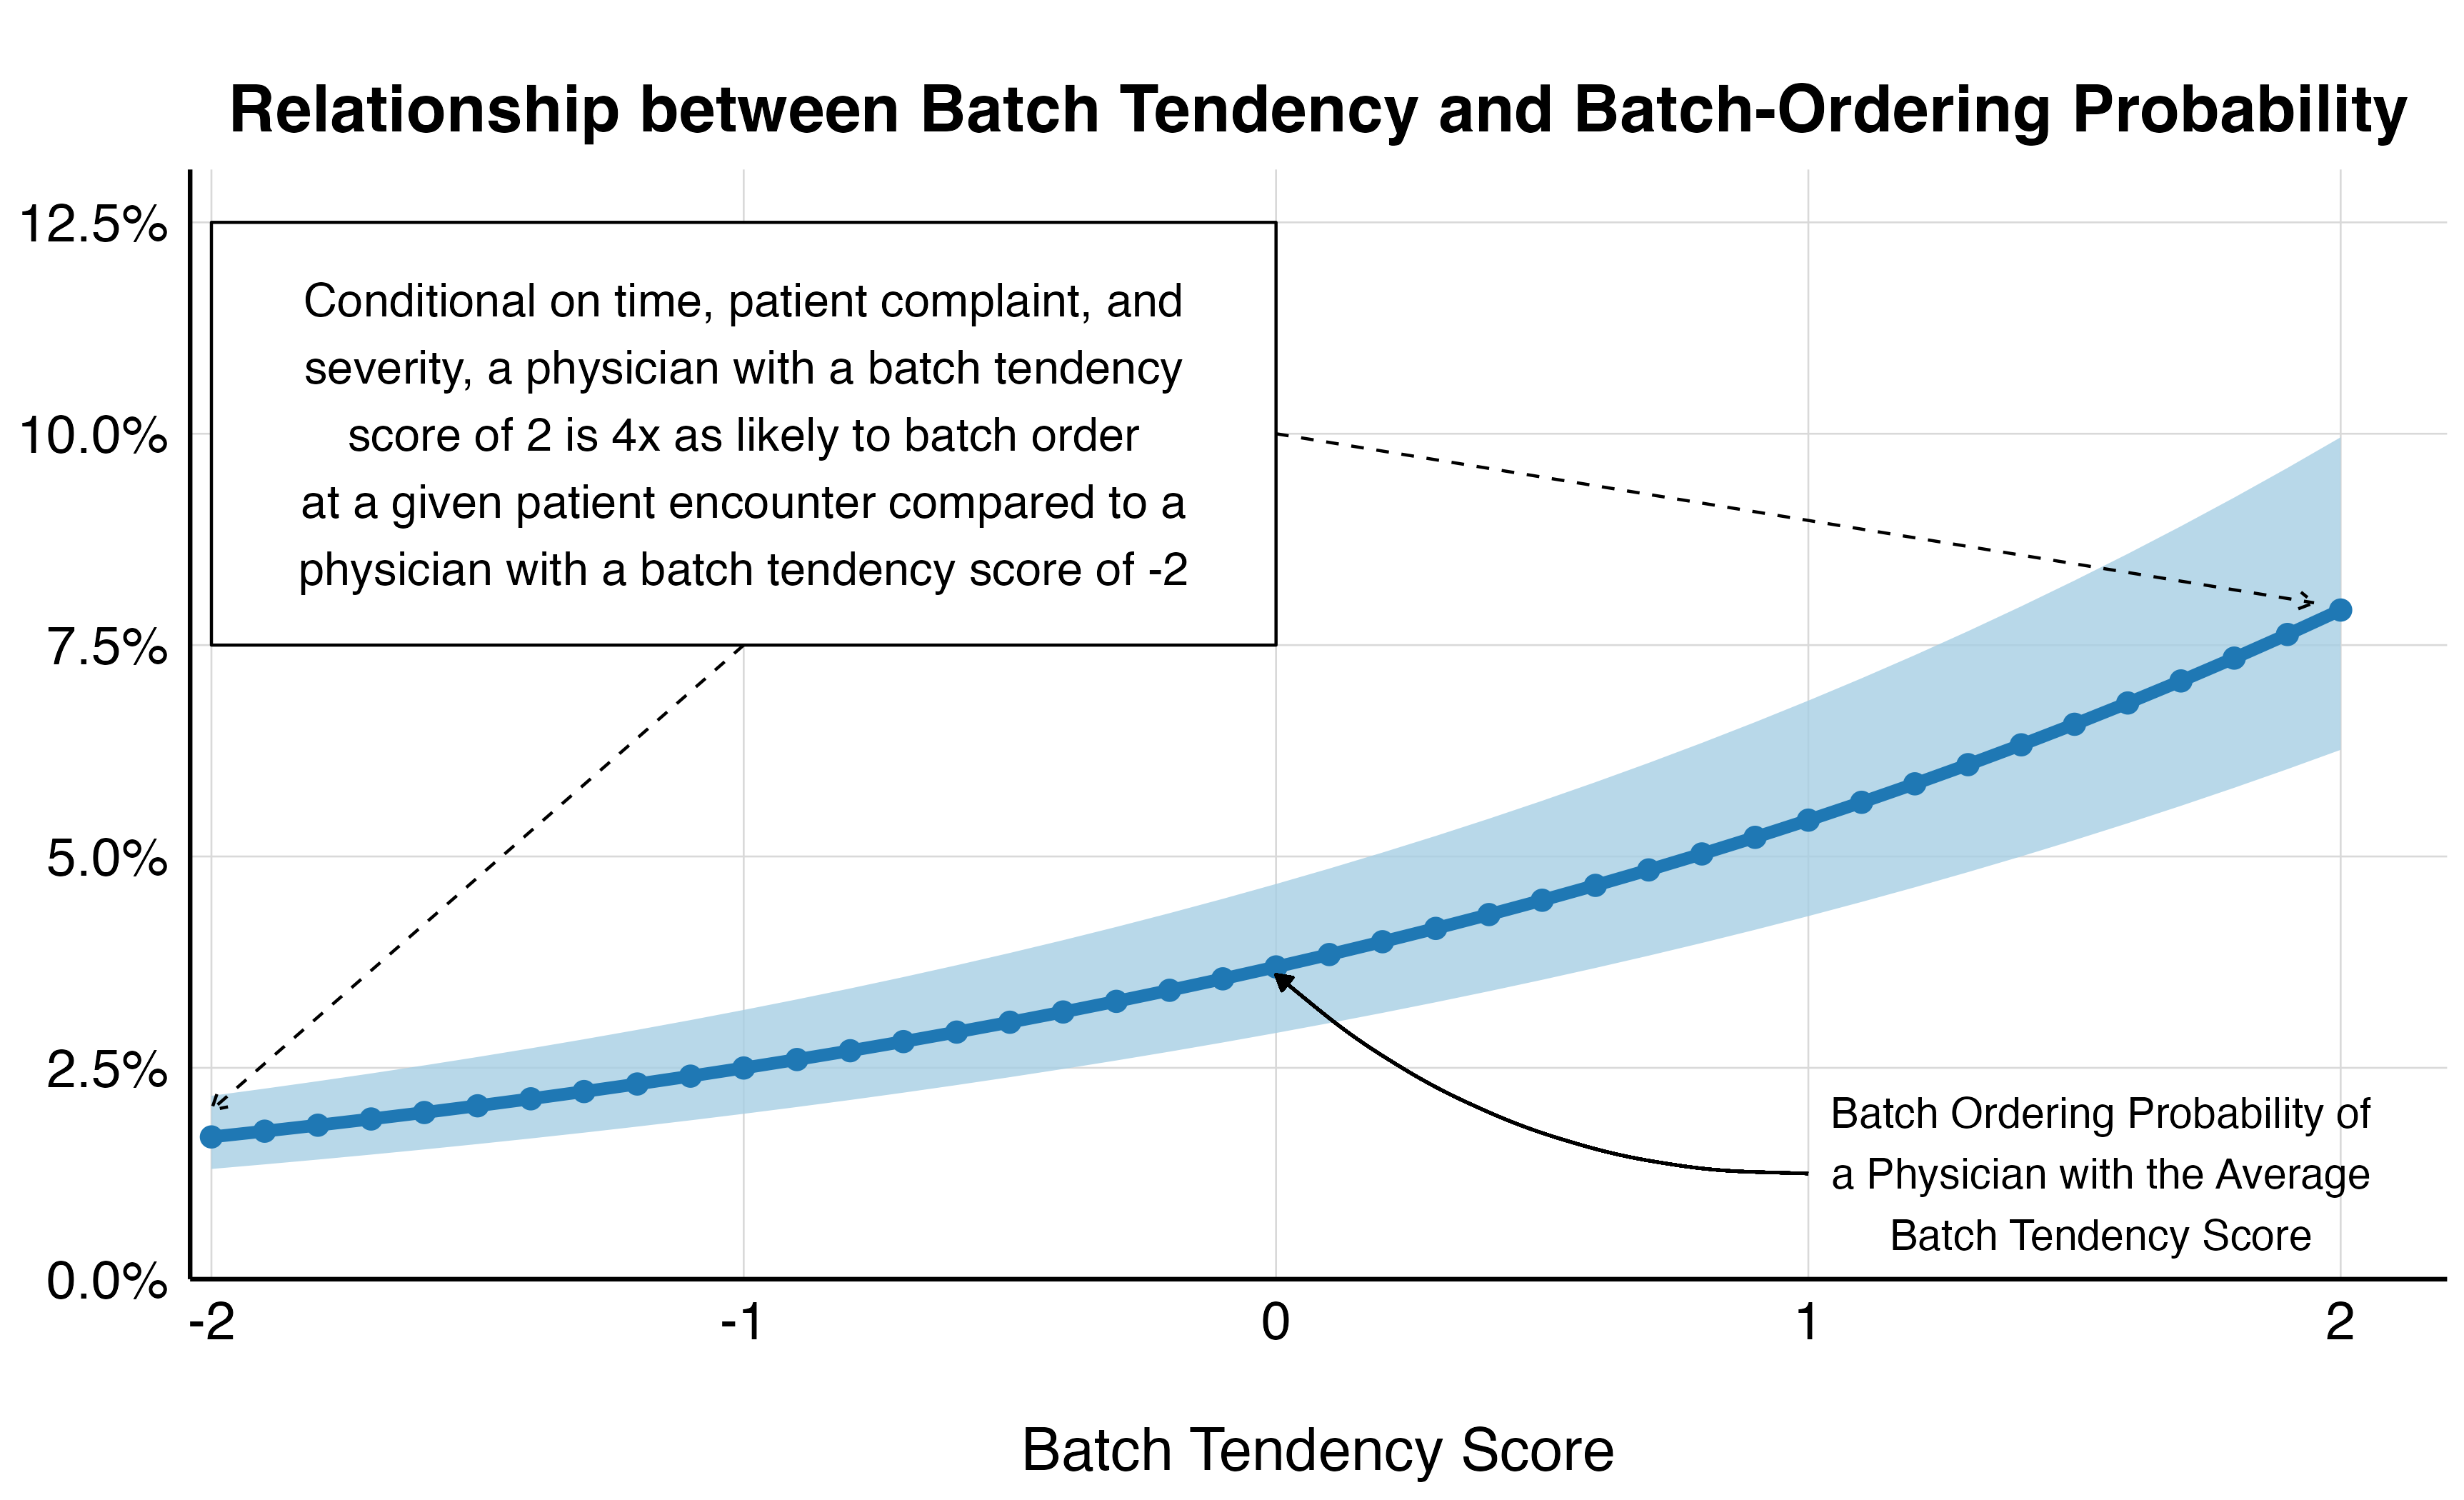 Relationship between Batch Tendency and Batch-Ordering Probability
12.5%
10.0%
7.5%
5.0%
2.5%
0.0%
Conditional on time, patient complaint, and
severity, a physician with a batch tendency
score of 2 is 4x as likely to batch order
at a given patient encounter compared to a
physician with a batch tendency score of -2
Batch Ordering Probability of
a Physician with the Average
Batch Tendency Score
-2 -1 0 1 2
Batch Tendency Score